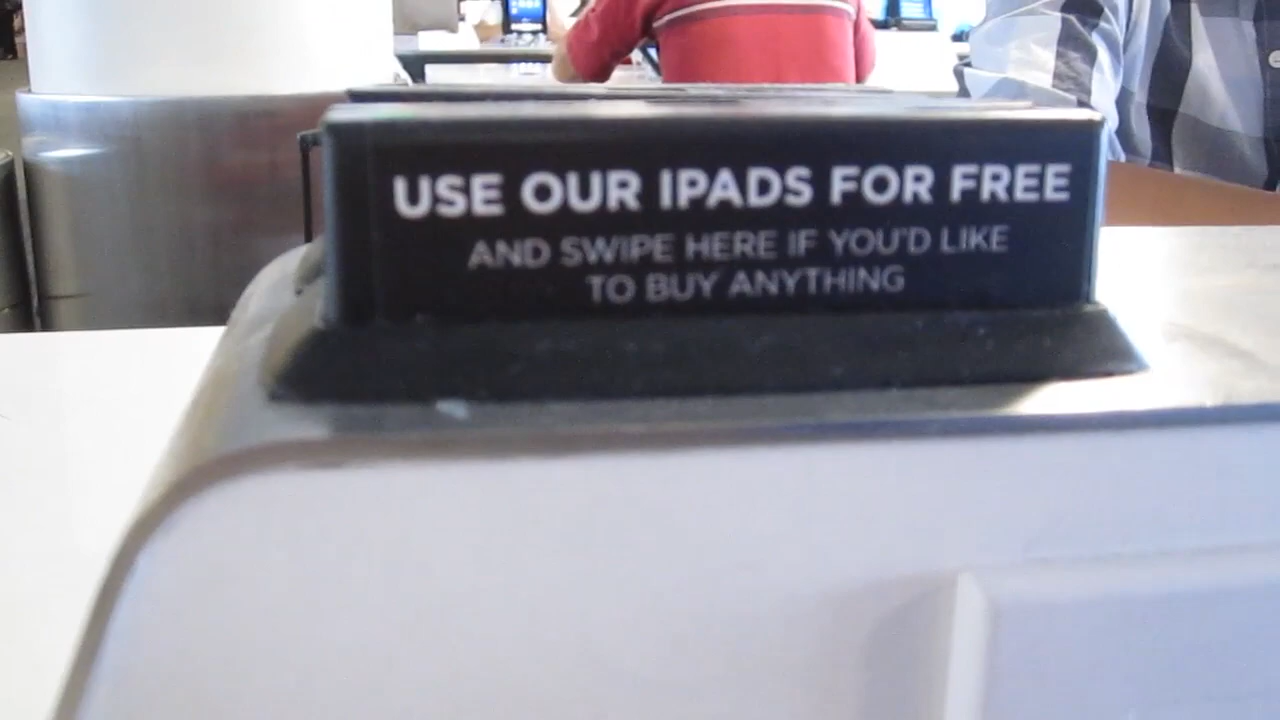 USE OUR IPADS FOR FREE
AND SWIPE HERE IF YOU'D LIKE
TO BUY ANYTHING